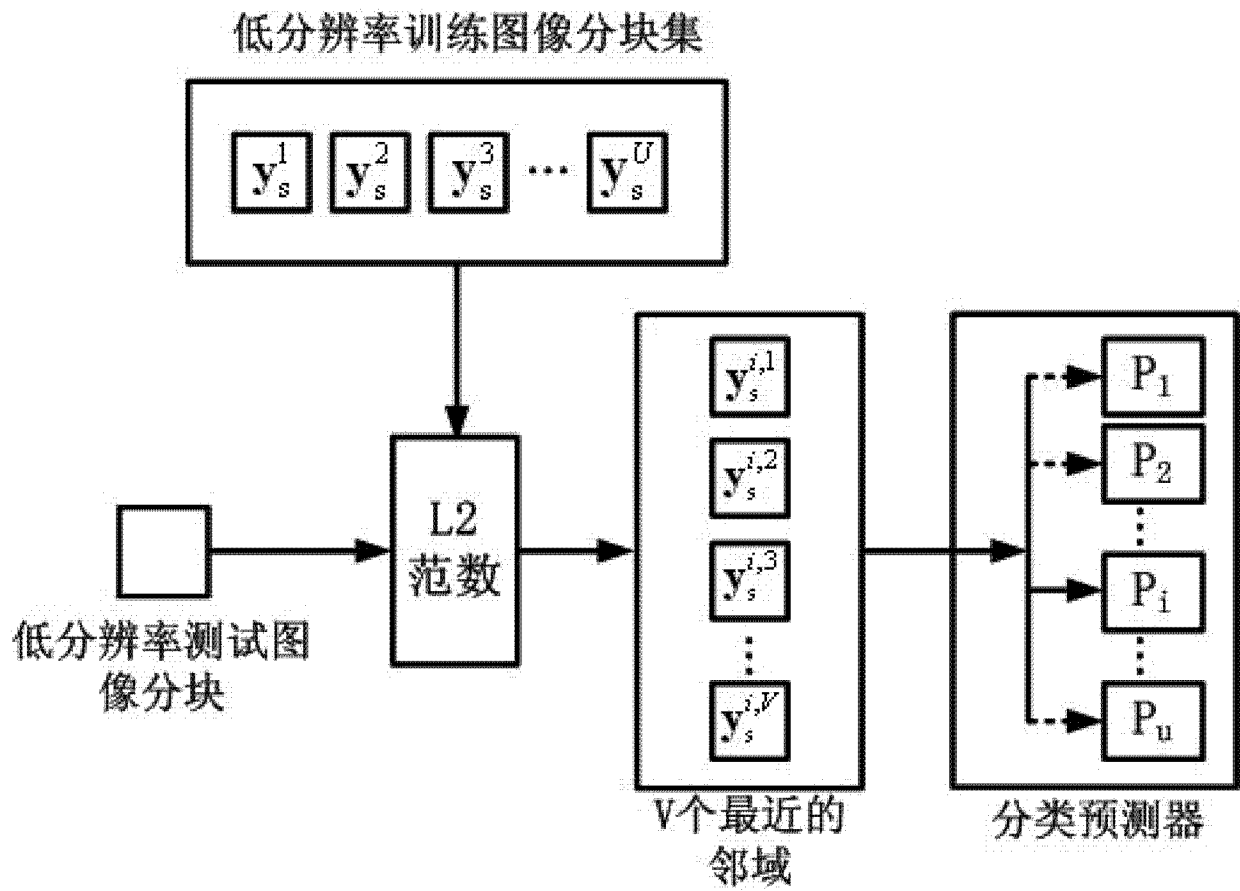 低分辨率训练图像分块集
y_s^1 y_s^2 y_s^3 ... y_s^U
L2
范数
低分辨率测试图
像分块
y_s^{i,1}
y_s^{i,2}
y_s^{i,3}
⋮
y_s^{i,V}
V个最近的
邻域
P_1
P_2
⋮
P_i
⋮
P_u
分类预测器